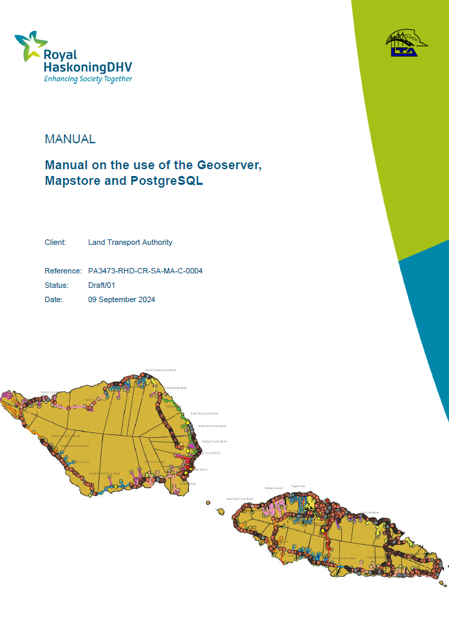 Royal
HaskoningDHV
Enhancing Society Together
LTA
MANUAL
Manual on the use of the Geoserver,
Mapstore and PostgreSQL
Client: Land Transport Authority
Reference: PA3473-RHD-CR-SA-MA-C-0004
Status: Draft/01
Date: 09 September 2024